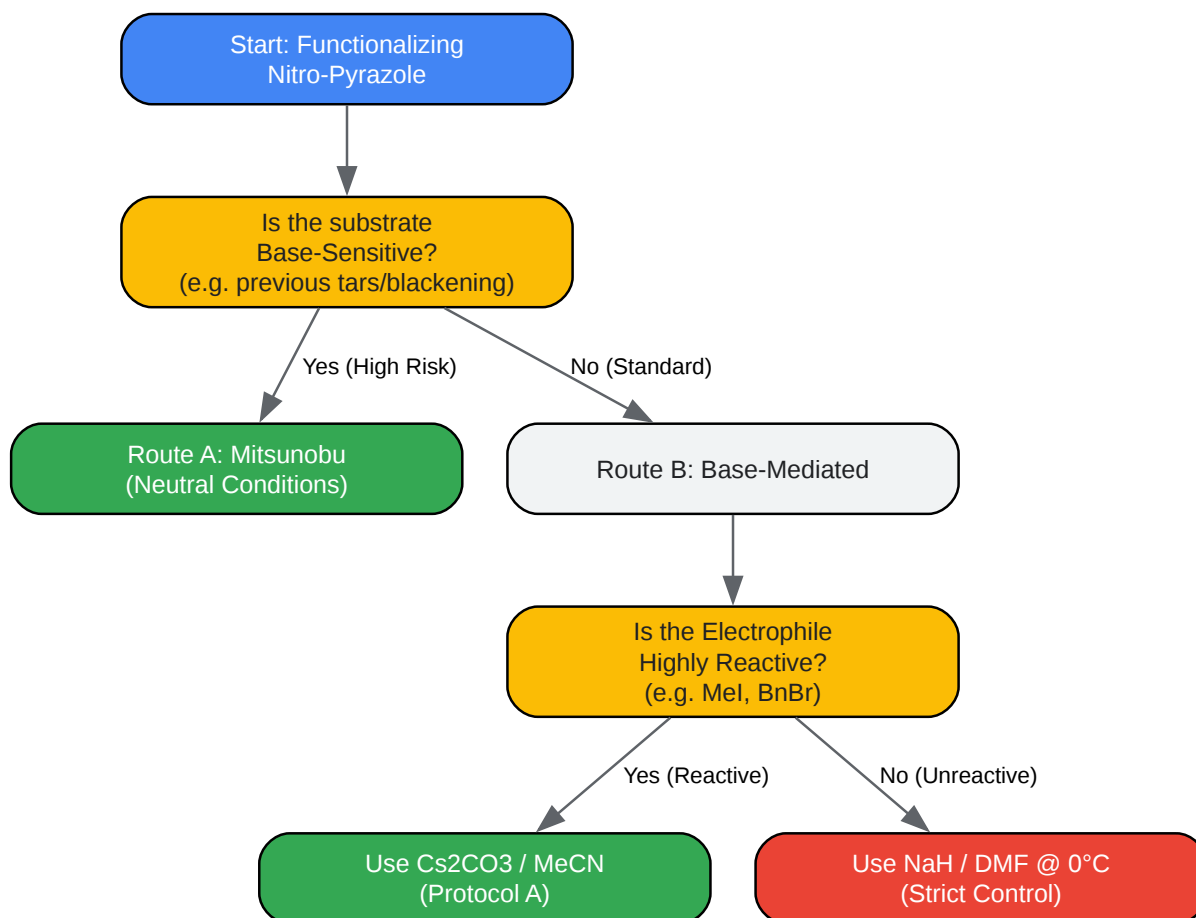 Start: Functionalizing
Nitro-Pyrazole
Is the substrate
Base-Sensitive?
(e.g. previous tars/blackening)
Yes (High Risk)
No (Standard)
Route A: Mitsunobu
(Neutral Conditions)
Route B: Base-Mediated
Is the Electrophile
Highly Reactive?
(e.g. MeI, BnBr)
Yes (Reactive)
No (Unreactive)
Use Cs2CO3 / MeCN
(Protocol A)
Use NaH / DMF @ 0°C
(Strict Control)